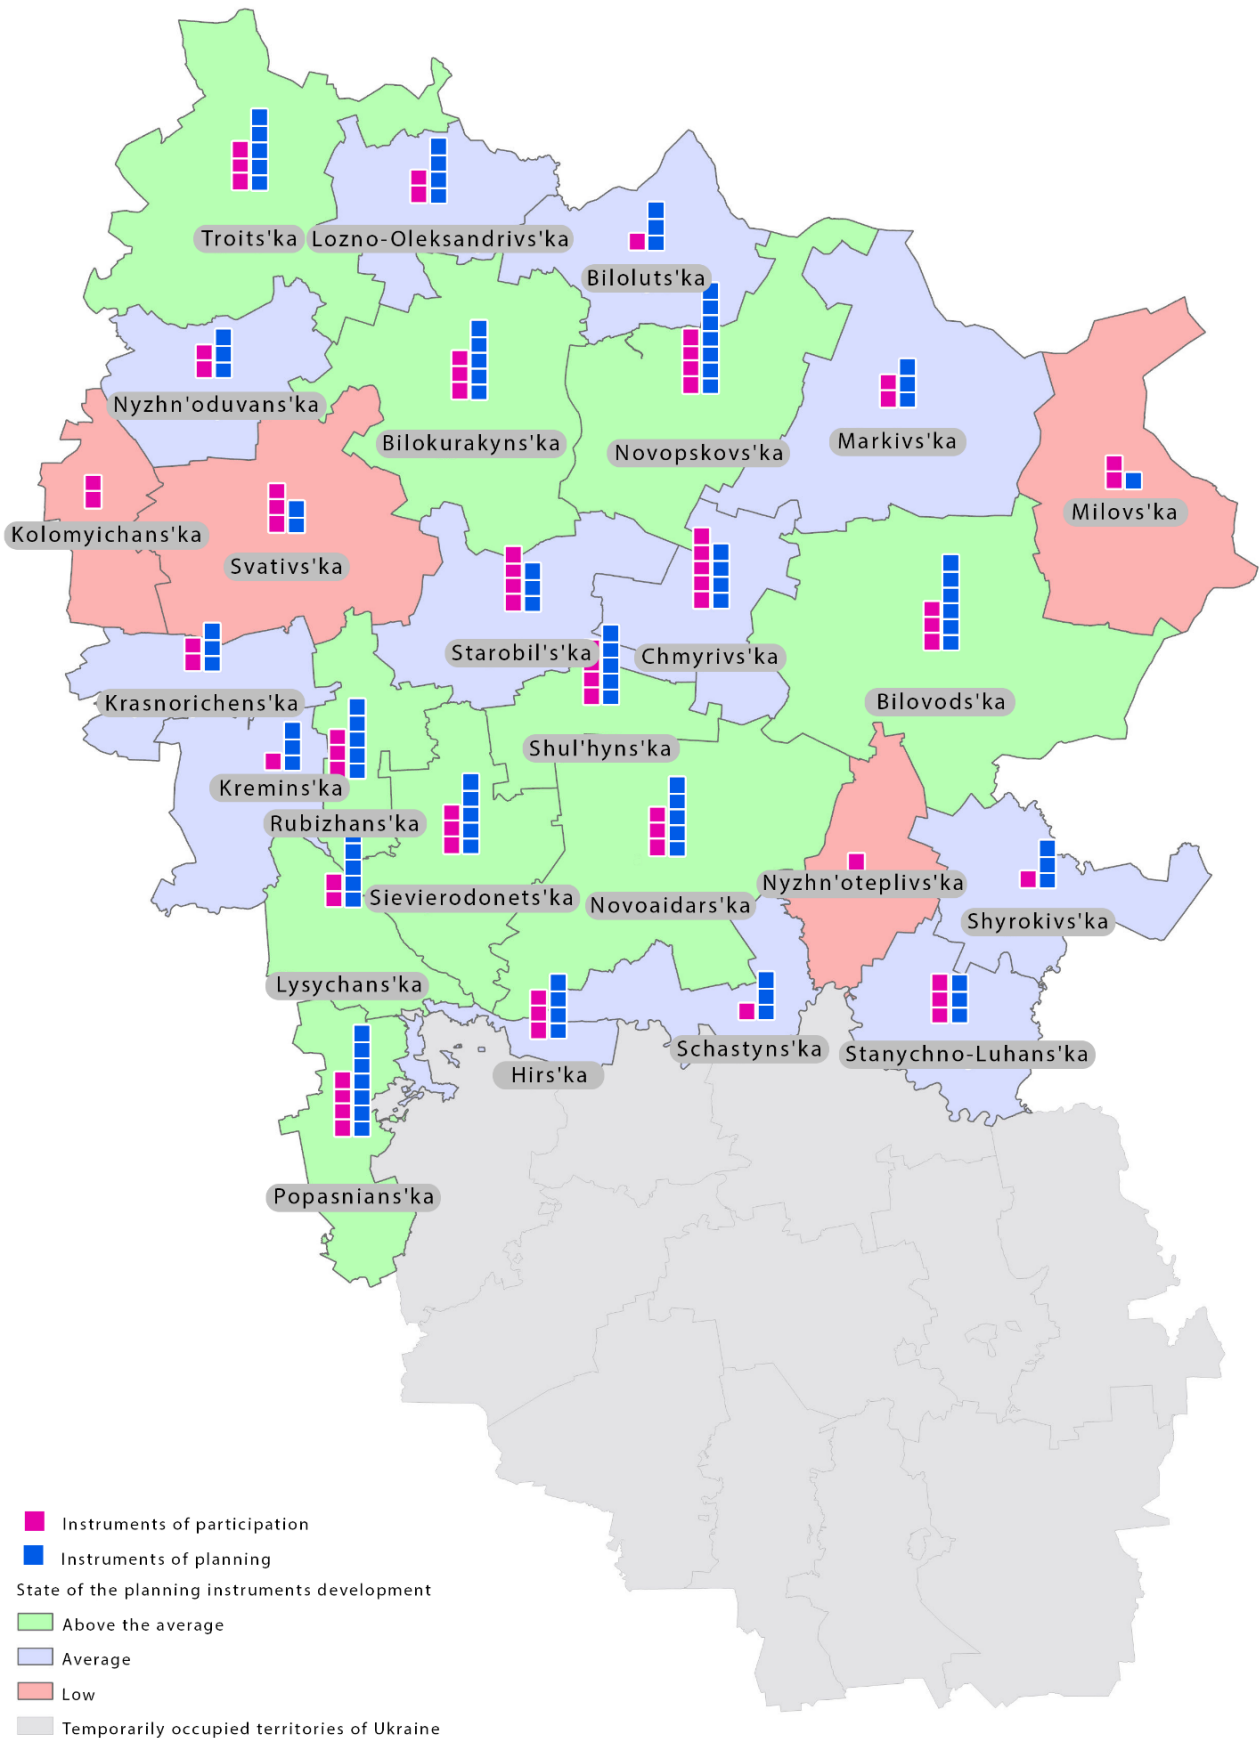 Troits'ka
Lozno-Oleksandrivs'ka
Biloluts'ka
Nyzhn'oduvans'ka
Bilokurakyns'ka
Novopskovs'ka
Markivs'ka
Milovs'ka
Kolomyichans'ka
Svativs'ka
Starobil's'ka
Chmyrivs'ka
Krasnorichens'ka
Bilovods'ka
Shul'hyns'ka
Kremins'ka
Rubizhans'ka
Sievierodonets'ka
Novoaidars'ka
Nyzhn'oteplivs'ka
Shyrokivs'ka
Lysychans'ka
Hirs'ka
Schastyns'ka
Stanychno-Luhans'ka
Popasnians'ka
Instruments of participation
Instruments of planning
State of the planning instruments development
Above the average
Average
Low
Temporarily occupied territories of Ukraine